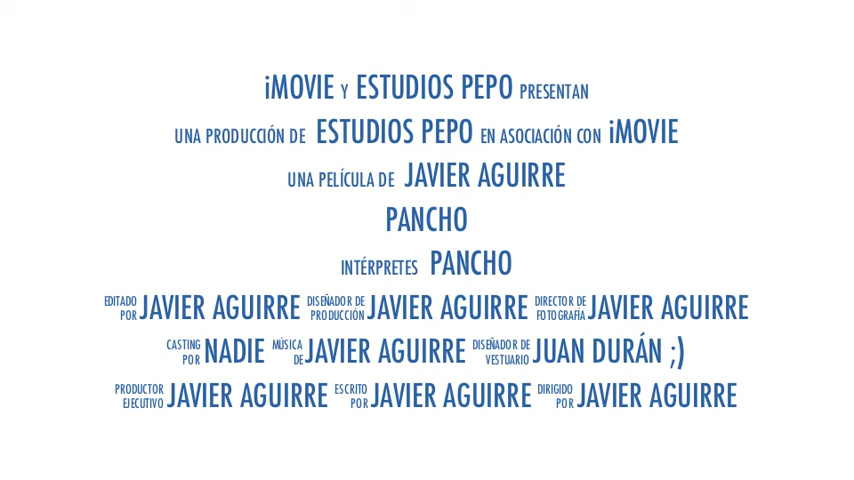 iMOVIE Y ESTUDIOS PEPO PRESENTAN
UNA PRODUCCIÓN DE ESTUDIOS PEPO EN ASOCIACIÓN CON iMOVIE
UNA PELÍCULA DE JAVIER AGUIRRE
PANCHO
INTÉRPRETES PANCHO
EDITADO POR JAVIER AGUIRRE DISEÑADOR DE PRODUCCIÓN JAVIER AGUIRRE DIRECTOR DE FOTOGRAFÍA JAVIER AGUIRRE
CASTING POR NADIE MÚSICA DE JAVIER AGUIRRE DISEÑADOR DE VESTUARIO JUAN DURÁN ;)
PRODUCTOR EJECUTIVO JAVIER AGUIRRE ESCRITO POR JAVIER AGUIRRE DIRIGIDO POR JAVIER AGUIRRE